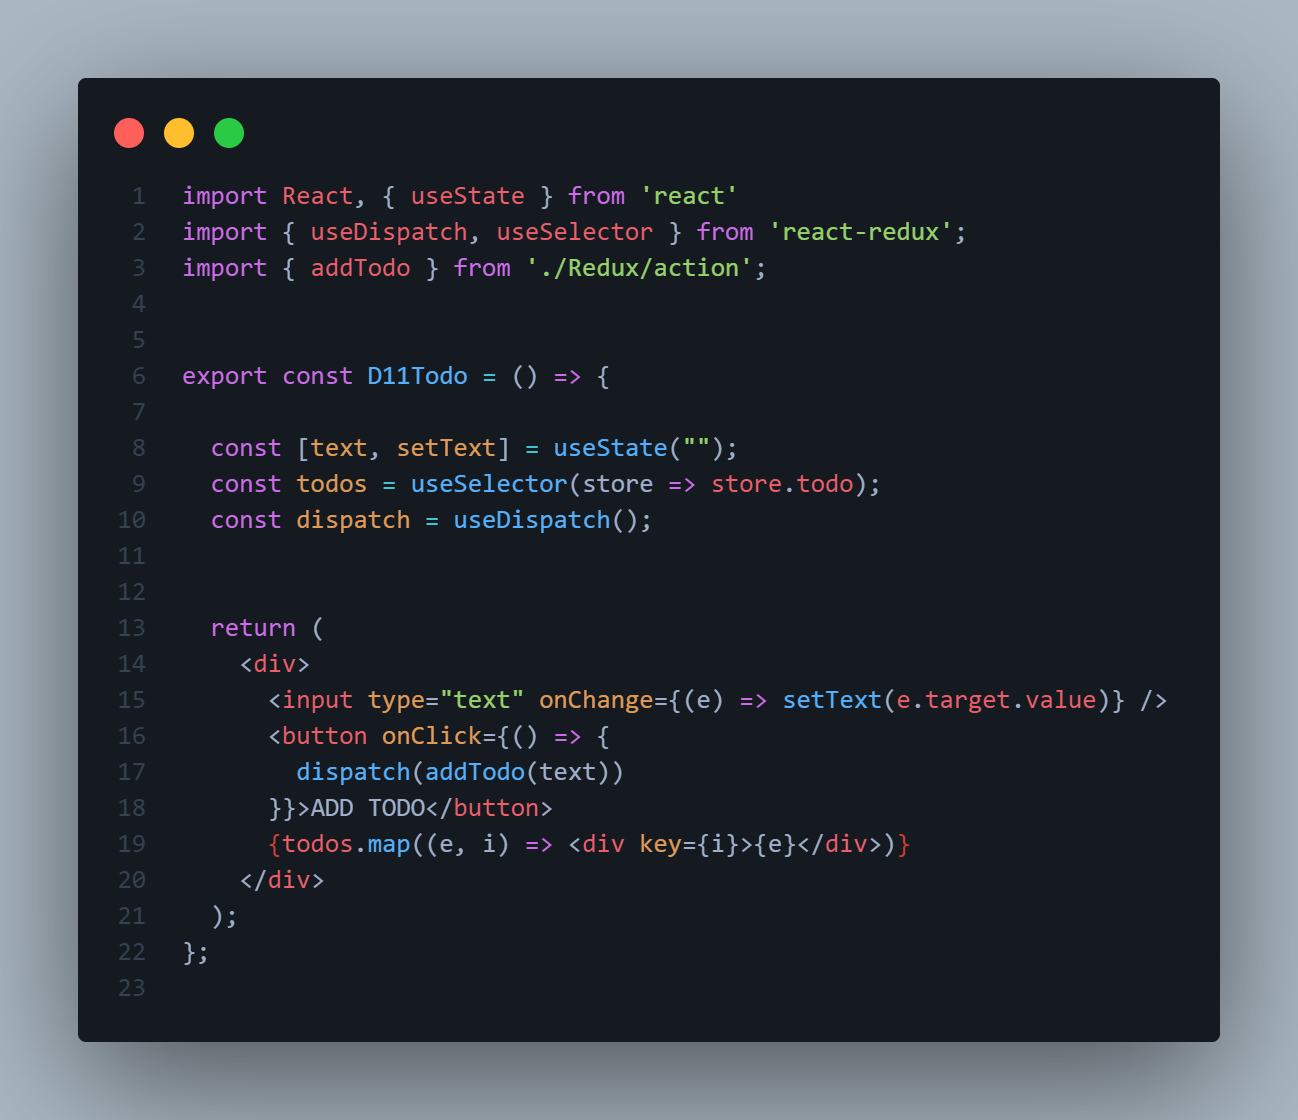 1 import React, { useState } from 'react'
2 import { useDispatch, useSelector } from 'react-redux';
3 import { addTodo } from './Redux/action';
4
5
6 export const D11Todo = () => {
7
8   const [text, setText] = useState("");
9   const todos = useSelector(store => store.todo);
10   const dispatch = useDispatch();
11
12
13   return (
14     <div>
15       <input type="text" onChange={(e) => setText(e.target.value)} />
16       <button onClick={() => {
17         dispatch(addTodo(text))
18       }}>ADD TODO</button>
19       {todos.map((e, i) => <div key={i}>{e}</div>)}
20     </div>
21   );
22 };
23